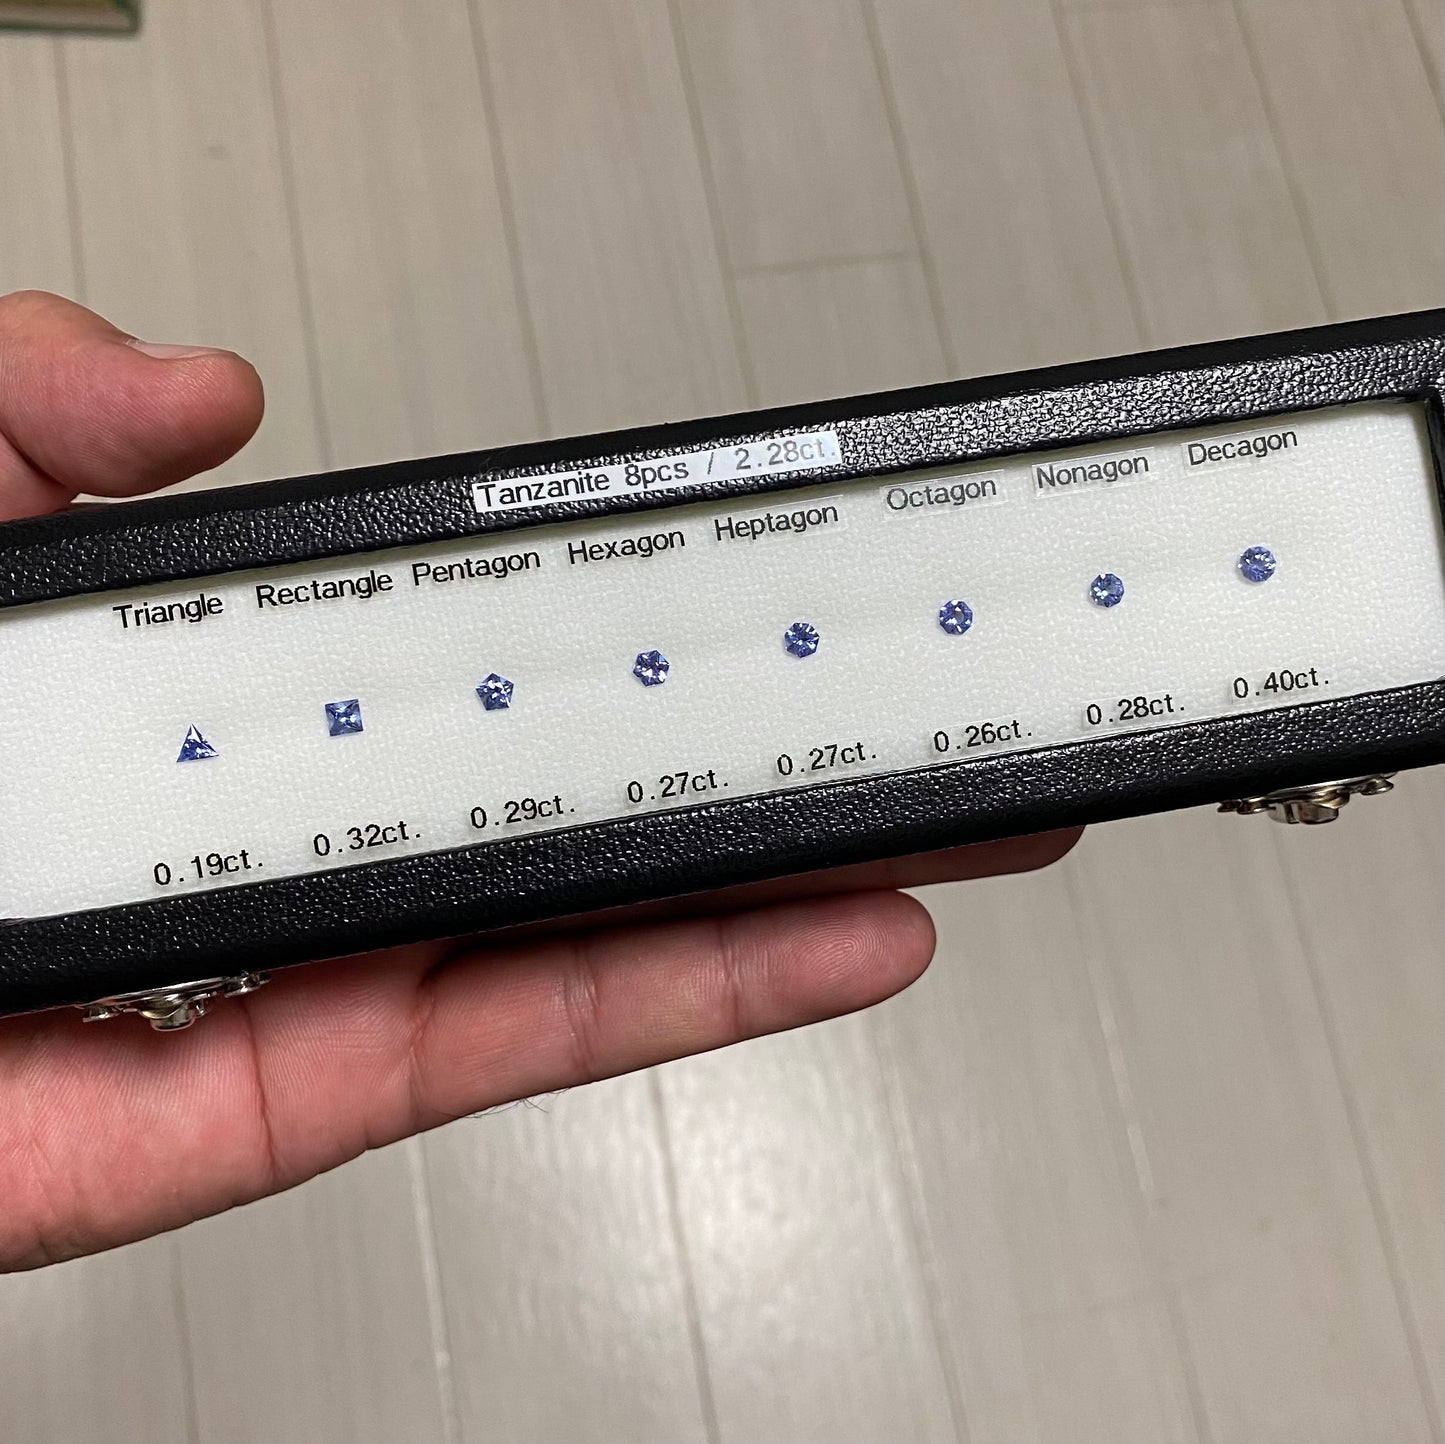 Tanzanite 8pcs / 2.28ct.
Triangle Rectangle Pentagon Hexagon Heptagon Octagon Nonagon Decagon
0.19ct. 0.32ct. 0.29ct. 0.27ct. 0.27ct. 0.26ct. 0.28ct. 0.40ct.